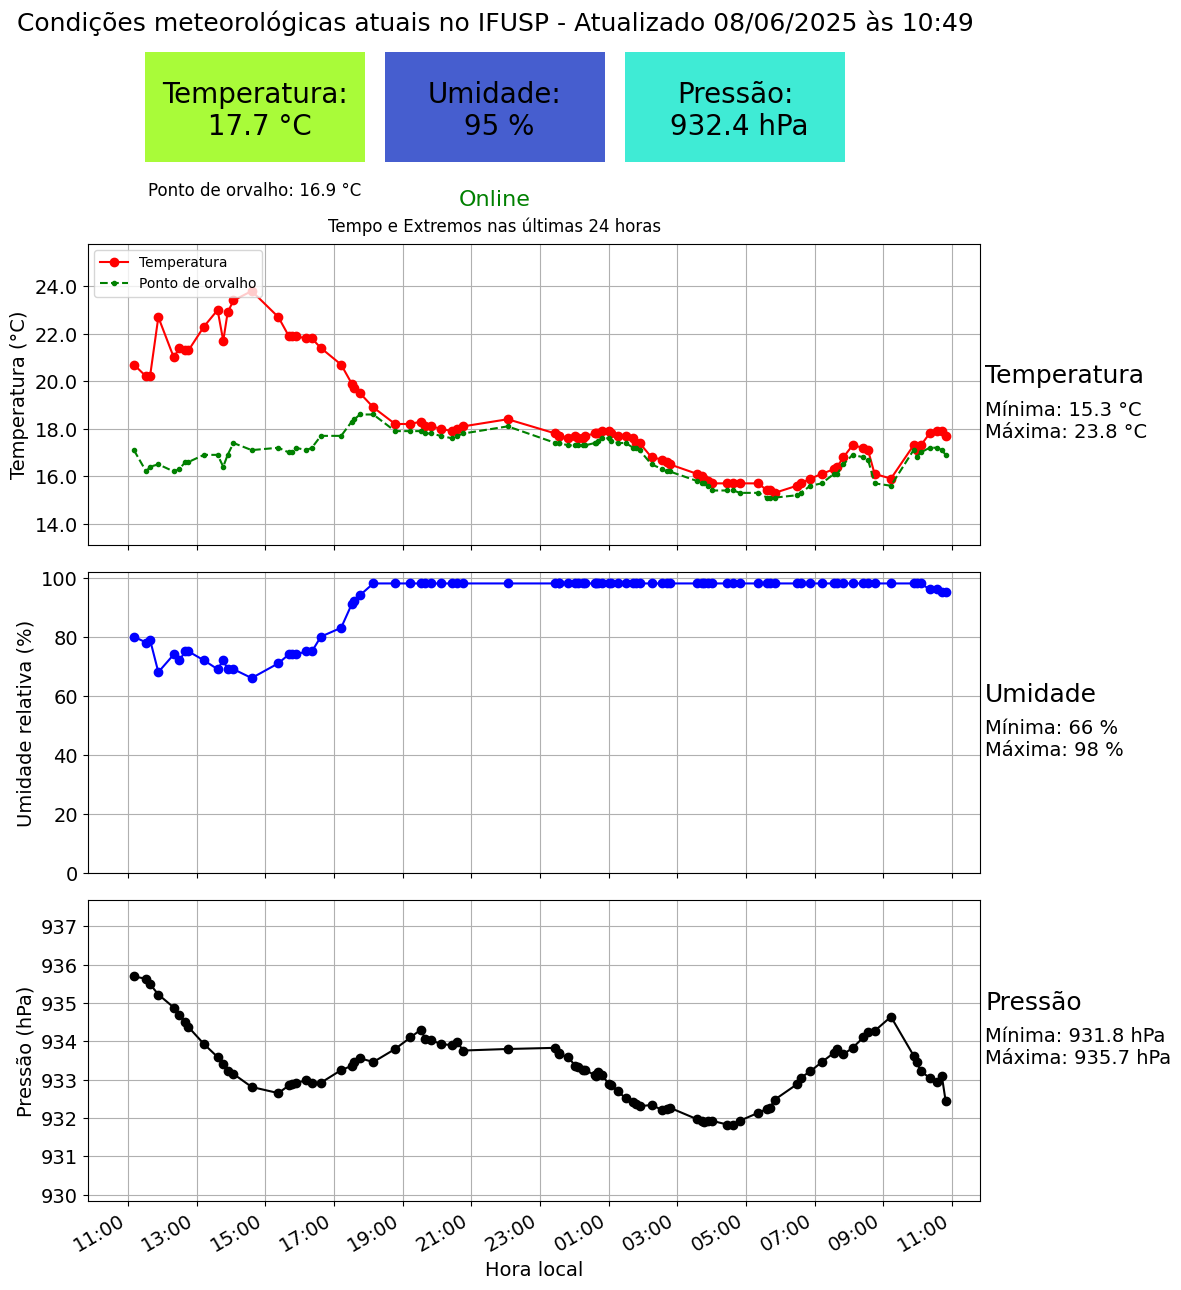 Condições meteorológicas atuais no IFUSP - Atualizado 08/06/2025 às 10:49
Temperatura:
17.7 °C
Umidade:
95 %
Pressão:
932.4 hPa
Ponto de orvalho: 16.9 °C
Online
Tempo e Extremos nas últimas 24 horas
Temperatura
Ponto de orvalho
Temperatura (°C)
24.0
22.0
20.0
18.0
16.0
14.0
Temperatura
Mínima: 15.3 °C
Máxima: 23.8 °C
Umidade relativa (%)
100
80
60
40
20
0
Umidade
Mínima: 66 %
Máxima: 98 %
Pressão (hPa)
937
936
935
934
933
932
931
930
Pressão
Mínima: 931.8 hPa
Máxima: 935.7 hPa
11:00
13:00
15:00
17:00
19:00
21:00
23:00
01:00
03:00
05:00
07:00
09:00
11:00
Hora local